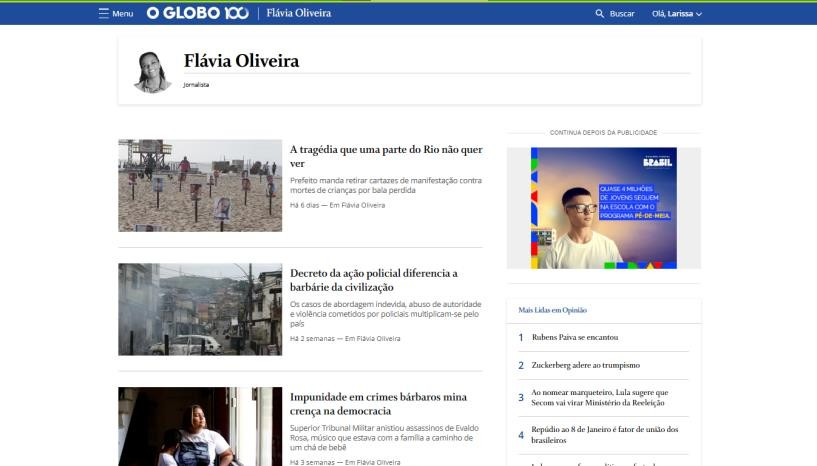 Menu
O GLOBO 100
Flávia Oliveira
Buscar
Olá, Larissa
Flávia Oliveira
Jornalista
A tragédia que uma parte do Rio não quer
ver
Prefeito manda retirar cartazes de manifestação contra
mortes de crianças por bala perdida
Há 6 dias — Em Flávia Oliveira
Decreto da ação policial diferencia a
barbárie da civilização
Os casos de abordagem indevida, abuso de autoridade
e violência cometidos por policiais multiplicam-se pelo
país
Há 2 semanas — Em Flávia Oliveira
Impunidade em crimes bárbaros mina
crença na democracia
Superior Tribunal Militar anistiou assassinos de Evaldo
Rosa, músico que estava com a família a caminho de
um chá de bebê
Há 3 semanas — Em Flávia Oliveira
CONTINUA DEPOIS DA PUBLICIDADE
BRASIL
QUASE 4 MILHÕES
DE JOVENS SEGUEM
NA ESCOLA COM O
PROGRAMA PÉ-DE-MEIA.
Mais Lidas em Opinião
1 Rubens Paiva se encantou
2 Zuckerberg adere ao trumpismo
3 Ao nomear marqueteiro, Lula sugere que
Secom vai virar Ministério da Reeleição
4 Repúdio ao 8 de Janeiro é fator de união dos
brasileiros